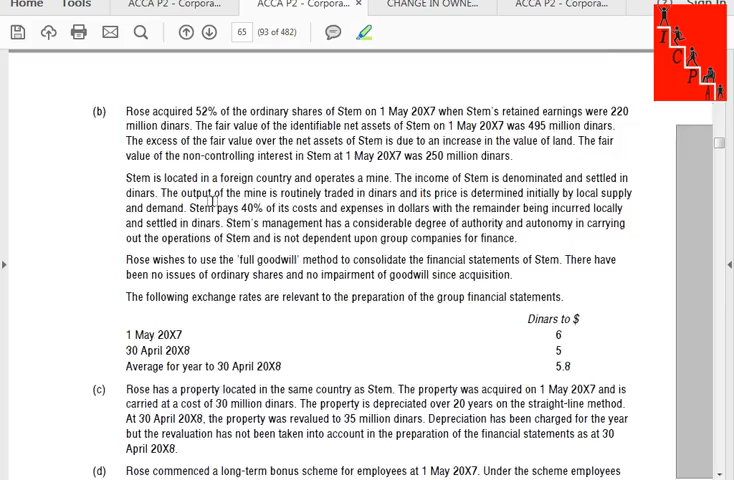 Home Tools ACCA P2 - Corpora... ACCA P2 - Corpora... CHANGE IN OWNE... ACCA P2 - Corpora... Sign In
65 (93 of 482)
I
C
P
A
(b) Rose acquired 52% of the ordinary shares of Stem on 1 May 20X7 when Stem's retained earnings were 220
million dinars. The fair value of the identifiable net assets of Stem on 1 May 20X7 was 495 million dinars.
The excess of the fair value over the net assets of Stem is due to an increase in the value of land. The fair
value of the non-controlling interest in Stem at 1 May 20X7 was 250 million dinars.
Stem is located in a foreign country and operates a mine. The income of Stem is denominated and settled in
dinars. The output of the mine is routinely traded in dinars and its price is determined initially by local supply
and demand. Stem pays 40% of its costs and expenses in dollars with the remainder being incurred locally
and settled in dinars. Stem's management has a considerable degree of authority and autonomy in carrying
out the operations of Stem and is not dependent upon group companies for finance.
Rose wishes to use the 'full goodwill' method to consolidate the financial statements of Stem. There have
been no issues of ordinary shares and no impairment of goodwill since acquisition.
The following exchange rates are relevant to the preparation of the group financial statements.
Dinars to $
1 May 20X7 6
30 April 20X8 5
Average for year to 30 April 20X8 5.8
(c) Rose has a property located in the same country as Stem. The property was acquired on 1 May 20X7 and is
carried at a cost of 30 million dinars. The property is depreciated over 20 years on the straight-line method.
At 30 April 20X8, the property was revalued to 35 million dinars. Depreciation has been charged for the year
but the revaluation has not been taken into account in the preparation of the financial statements as at 30
April 20X8.
(d) Rose commenced a long-term bonus scheme for employees at 1 May 20X7. Under the scheme employees